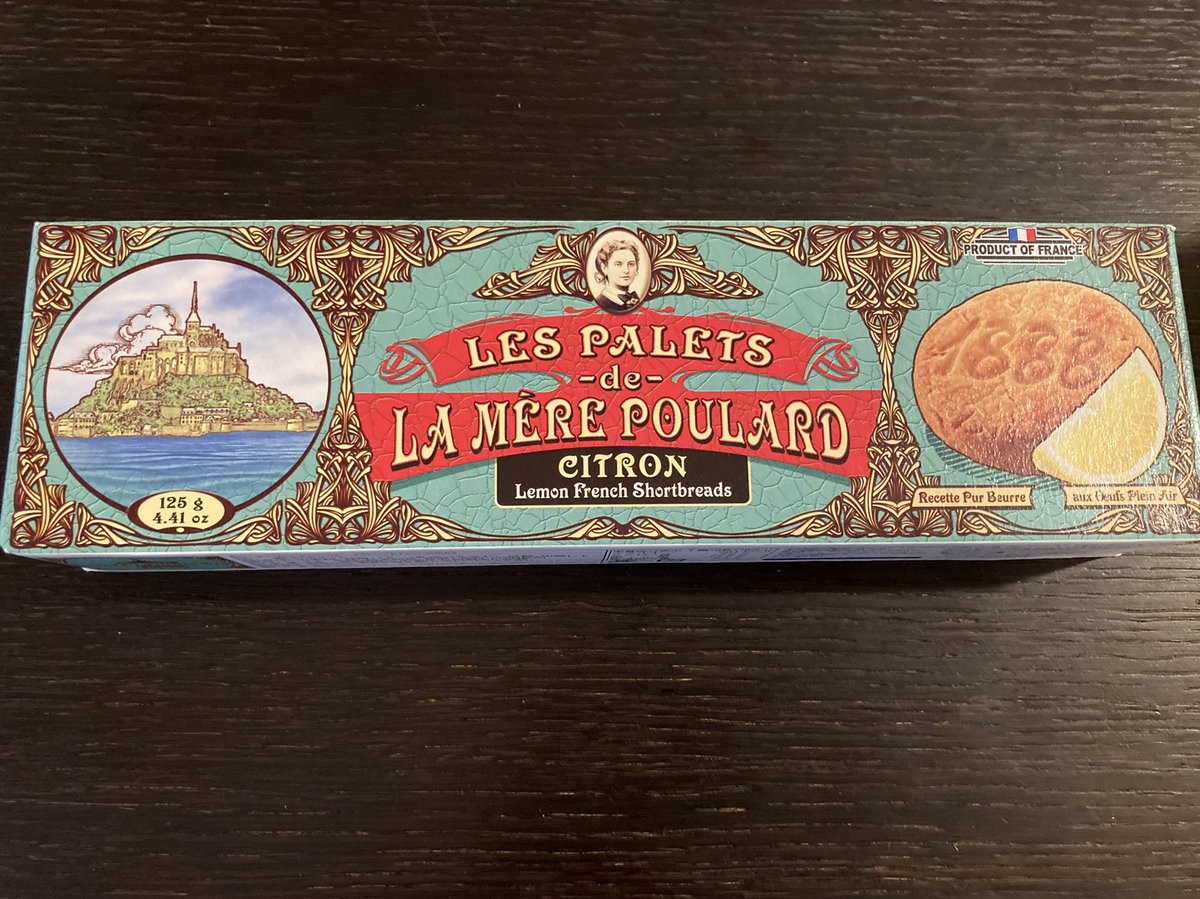 PRODUCT OF FRANCE
LES PALETS
-de-
LA MÈRE POULARD
CITRON
Lemon French Shortbreads
125 g
4.41 oz
1888
Recette Pur Beurre
aux Oeufs Plein Air